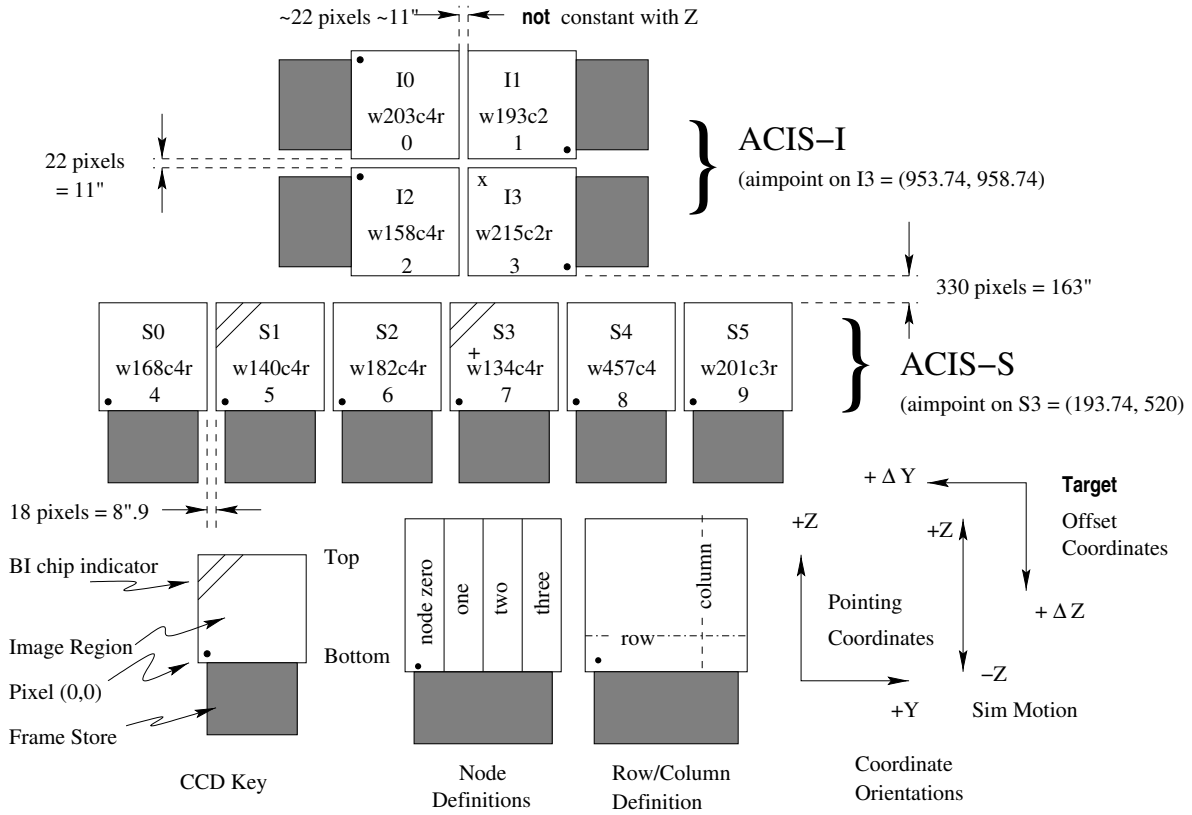 ~22 pixels ~11" not constant with Z
I0
w203c4r
0
I1
w193c2
1
22 pixels
= 11"
ACIS−I
(aimpoint on I3 = (953.74, 958.74)
I2
w158c4r
2
x
I3
w215c2r
3
330 pixels = 163"
S0
w168c4r
4
S1
w140c4r
5
S2
w182c4r
6
S3
+
w134c4r
7
S4
w457c4
8
S5
w201c3r
9
ACIS−S
(aimpoint on S3 = (193.74, 520)
18 pixels = 8".9
BI chip indicator
Image Region
Pixel (0,0)
Frame Store
Top
Bottom
CCD Key
node zero
one
two
three
Node
Definitions
row
column
Row/Column
Definition
+ Δ Y
Target
Offset
Coordinates
+ Δ Z
+Z
Pointing
Coordinates
+Y
+Z
−Z
Sim Motion
Coordinate
Orientations